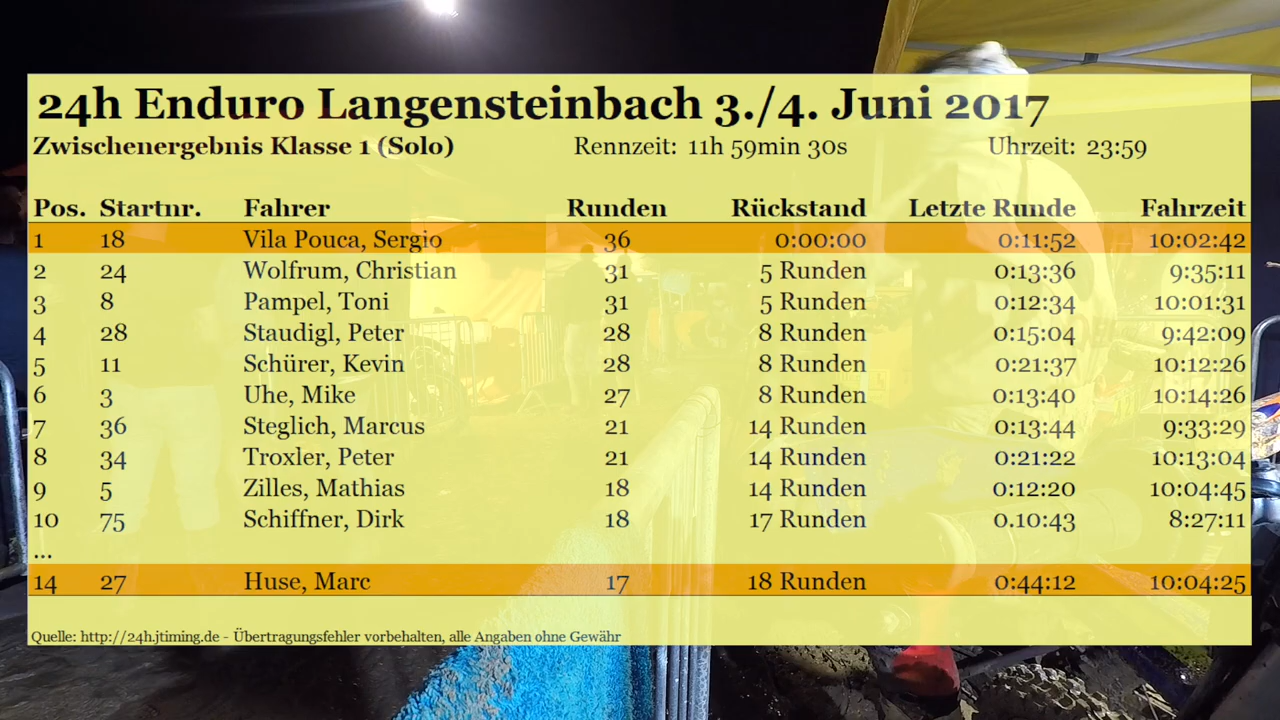 24h Enduro Langensteinbach 3./4. Juni 2017
Zwischenergebnis Klasse 1 (Solo) Rennzeit: 11h 59min 30s Uhrzeit: 23:59
Pos. Startnr. Fahrer Runden Rückstand Letzte Runde Fahrzeit
1 18 Vila Pouca, Sergio 36 0:00:00 0:11:52 10:02:42
2 24 Wolfrum, Christian 31 5 Runden 0:13:36 9:35:11
3 8 Pampel, Toni 31 5 Runden 0:12:34 10:01:31
4 28 Staudigl, Peter 28 8 Runden 0:15:04 9:42:09
5 11 Schürer, Kevin 28 8 Runden 0:21:37 10:12:26
6 3 Uhe, Mike 27 8 Runden 0:13:40 10:14:26
7 36 Steglich, Marcus 21 14 Runden 0:13:44 9:33:29
8 34 Troxler, Peter 21 14 Runden 0:21:22 10:13:04
9 5 Zilles, Mathias 18 14 Runden 0:12:20 10:04:45
10 75 Schiffner, Dirk 18 17 Runden 0.10:43 8:27:11
...
14 27 Huse, Marc 17 18 Runden 0:44:12 10:04:25
Quelle: http://24h.jtiming.de - Übertragungsfehler vorbehalten, alle Angaben ohne Gewähr